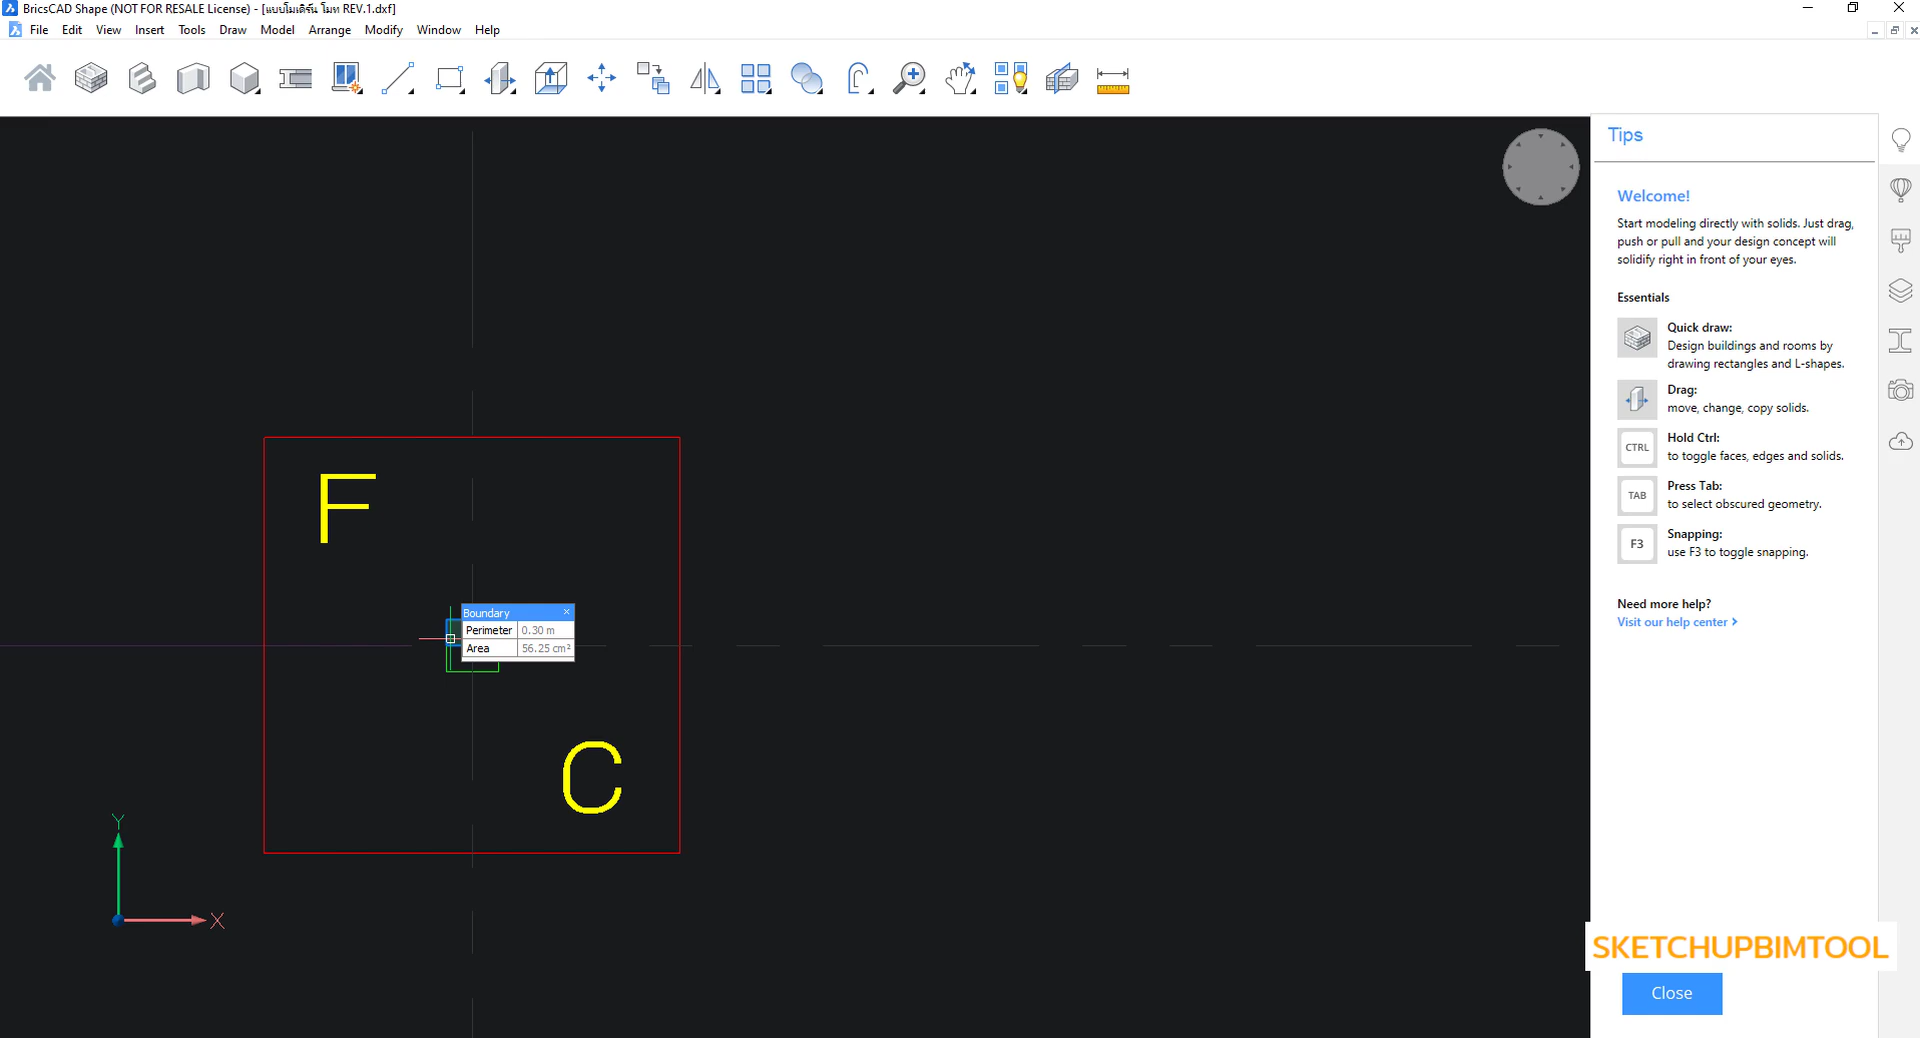 BricsCAD Shape (NOT FOR RESALE License) - [แบบโมเดิร์น โมท REV.1.dxf]
File Edit View Insert Tools Draw Model Arrange Modify Window Help
Tips
Welcome!
Start modeling directly with solids. Just drag,
push or pull and your design concept will
solidify right in front of your eyes.
Essentials
Quick draw:
Design buildings and rooms by
drawing rectangles and L-shapes.
Drag:
move, change, copy solids.
CTRL
Hold Ctrl:
to toggle faces, edges and solids.
TAB
Press Tab:
to select obscured geometry.
F3
Snapping:
use F3 to toggle snapping.
Need more help?
Visit our help center >
F
Boundary
Perimeter 0.30 m
Area 56.25 cm²
C
Y
X
SKETCHUPBIMTOOL
Close